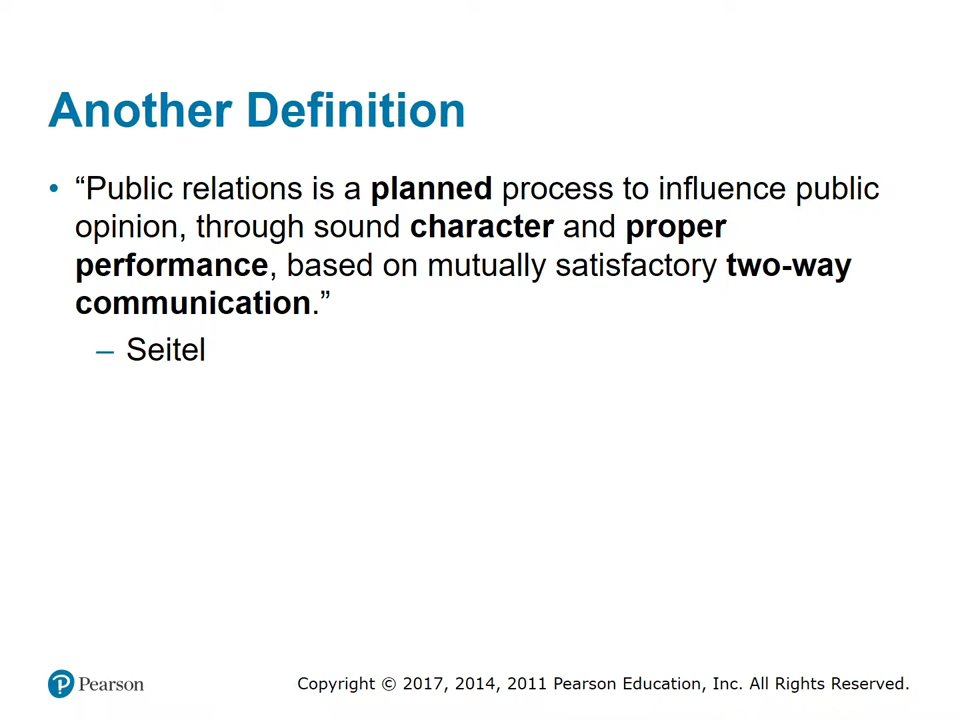 Another Definition
• “Public relations is a planned process to influence public
opinion, through sound character and proper
performance, based on mutually satisfactory two-way
communication.”
– Seitel
Pearson
Copyright © 2017, 2014, 2011 Pearson Education, Inc. All Rights Reserved.